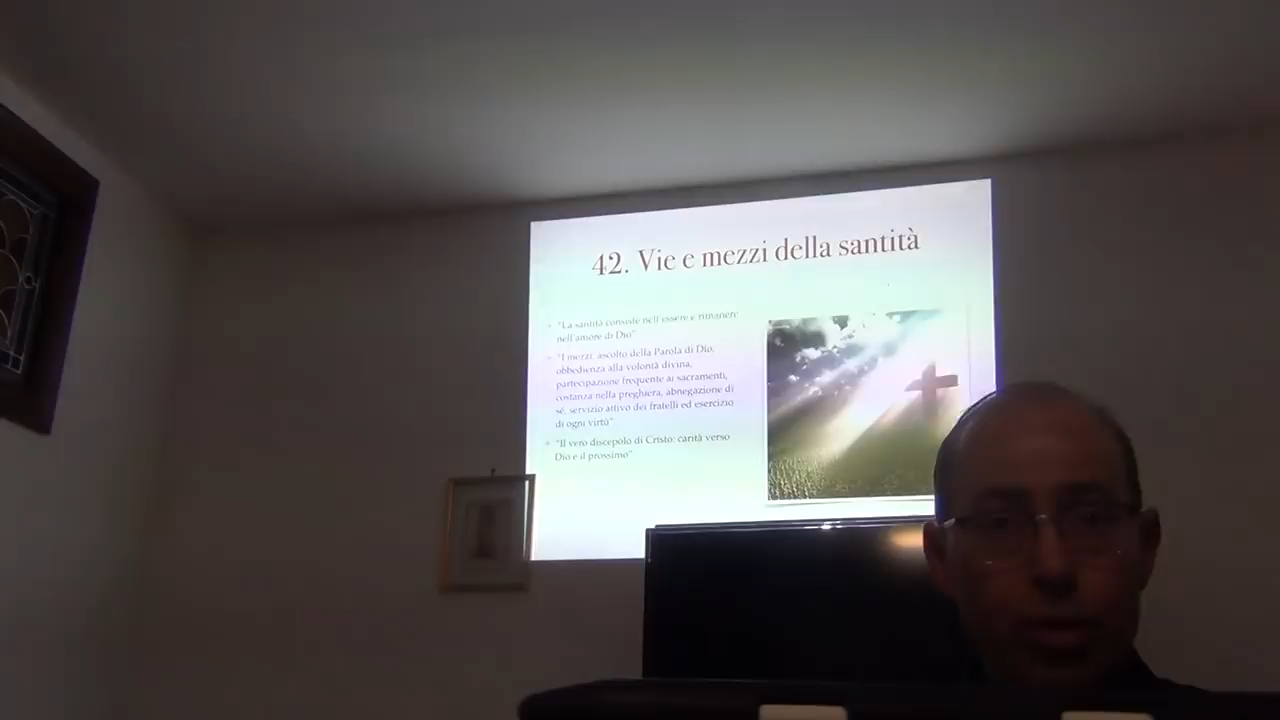 42. Vie e mezzi della santità
"La santità consiste nell'essere e rimanere
nell'amore di Dio"
"I mezzi: ascolto della Parola di Dio,
obbedienza alla volontà divina,
partecipazione frequente ai sacramenti,
costanza nella preghiera, abnegazione di
sé, servizio attivo dei fratelli ed esercizio
di ogni virtù"
"Il vero discepolo di Cristo: carità verso
Dio e il prossimo"